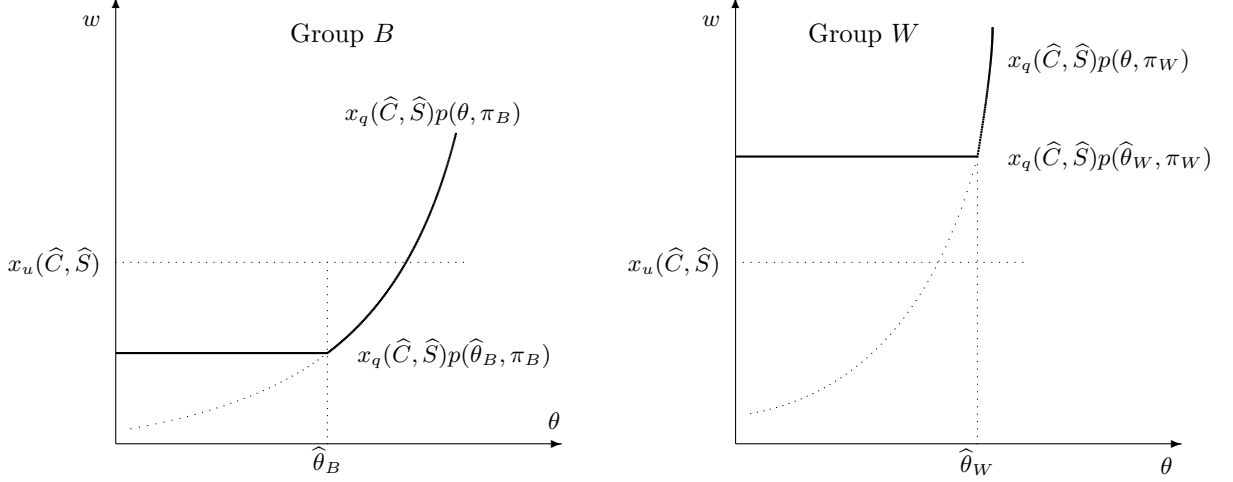 w
Group B
x_q(Ĉ, Ŝ)p(θ, π_B)
x_u(Ĉ, Ŝ)
x_q(Ĉ, Ŝ)p(θ̂_B, π_B)
θ
θ̂_B
w
Group W
x_q(Ĉ, Ŝ)p(θ, π_W)
x_q(Ĉ, Ŝ)p(θ̂_W, π_W)
x_u(Ĉ, Ŝ)
θ̂_W
θ